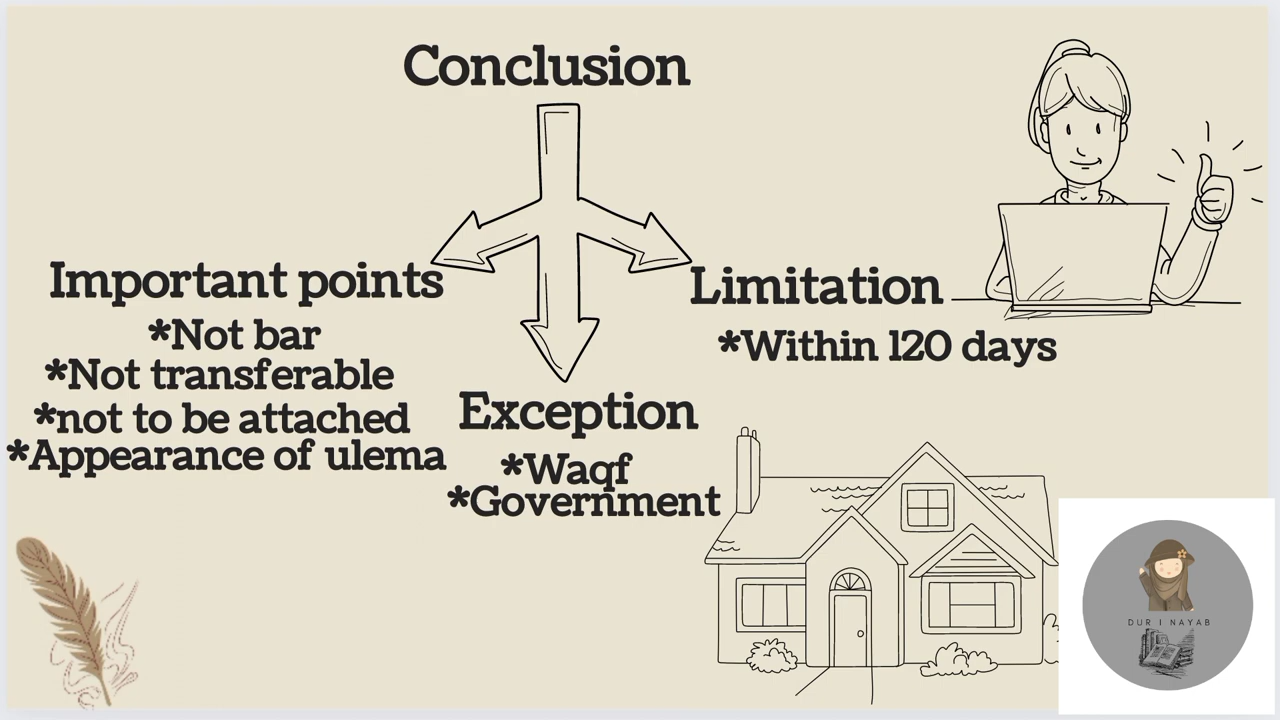 Conclusion
Important points
*Not bar
*Not transferable
*not to be attached
*Appearance of ulema
Exception
*Waqf
*Government
Limitation
*Within 120 days
DUR I NAYAB